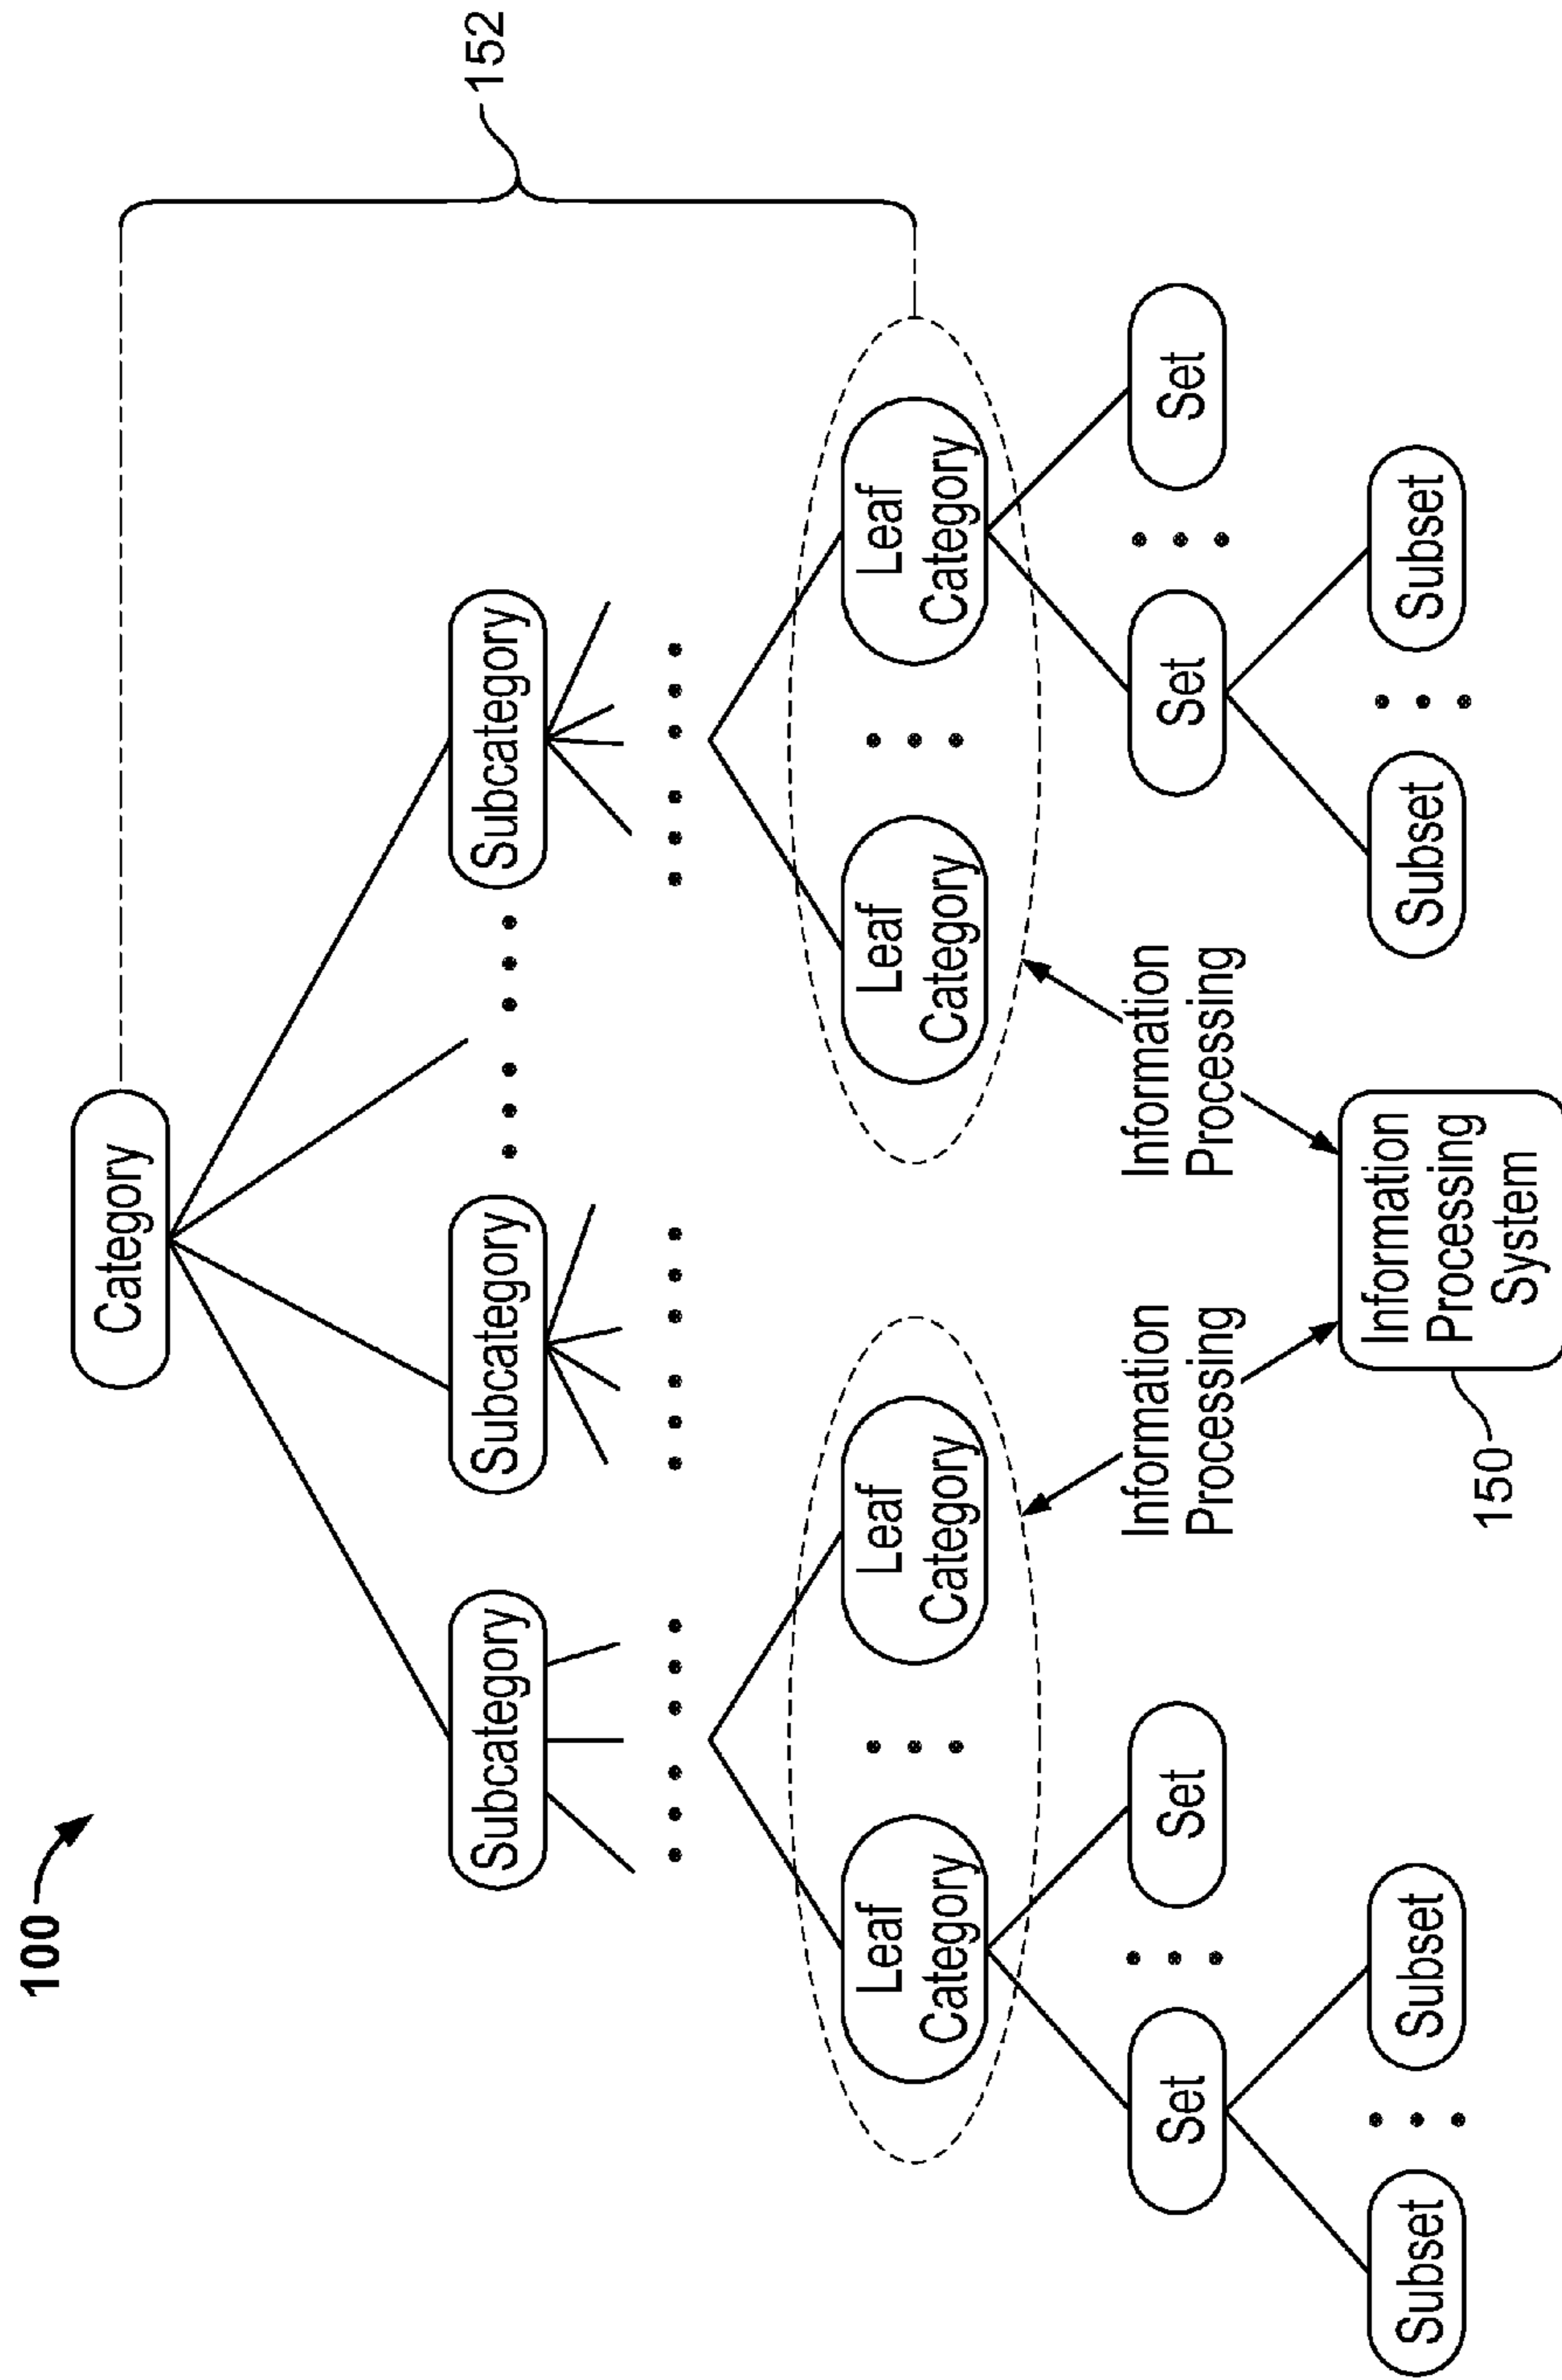 100
Category
152
Subcategory
Subcategory
Subcategory
Leaf
Category
Leaf
Category
Leaf
Category
Leaf
Category
Set
Set
Information
Processing
Information
Processing
Set
Set
Subset
Subset
150
Information
Processing
System
Subset
Subset